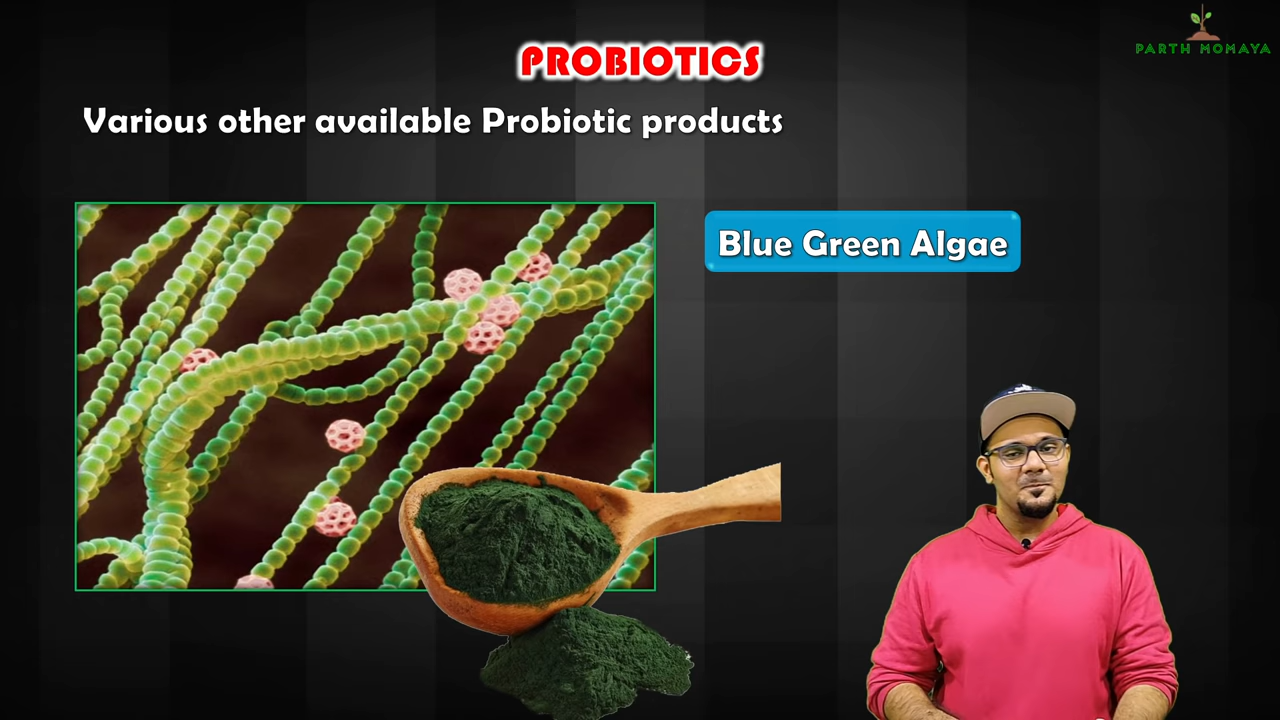 PARTH MOMAYA
PROBIOTICS
Various other available Probiotic products
Blue Green Algae